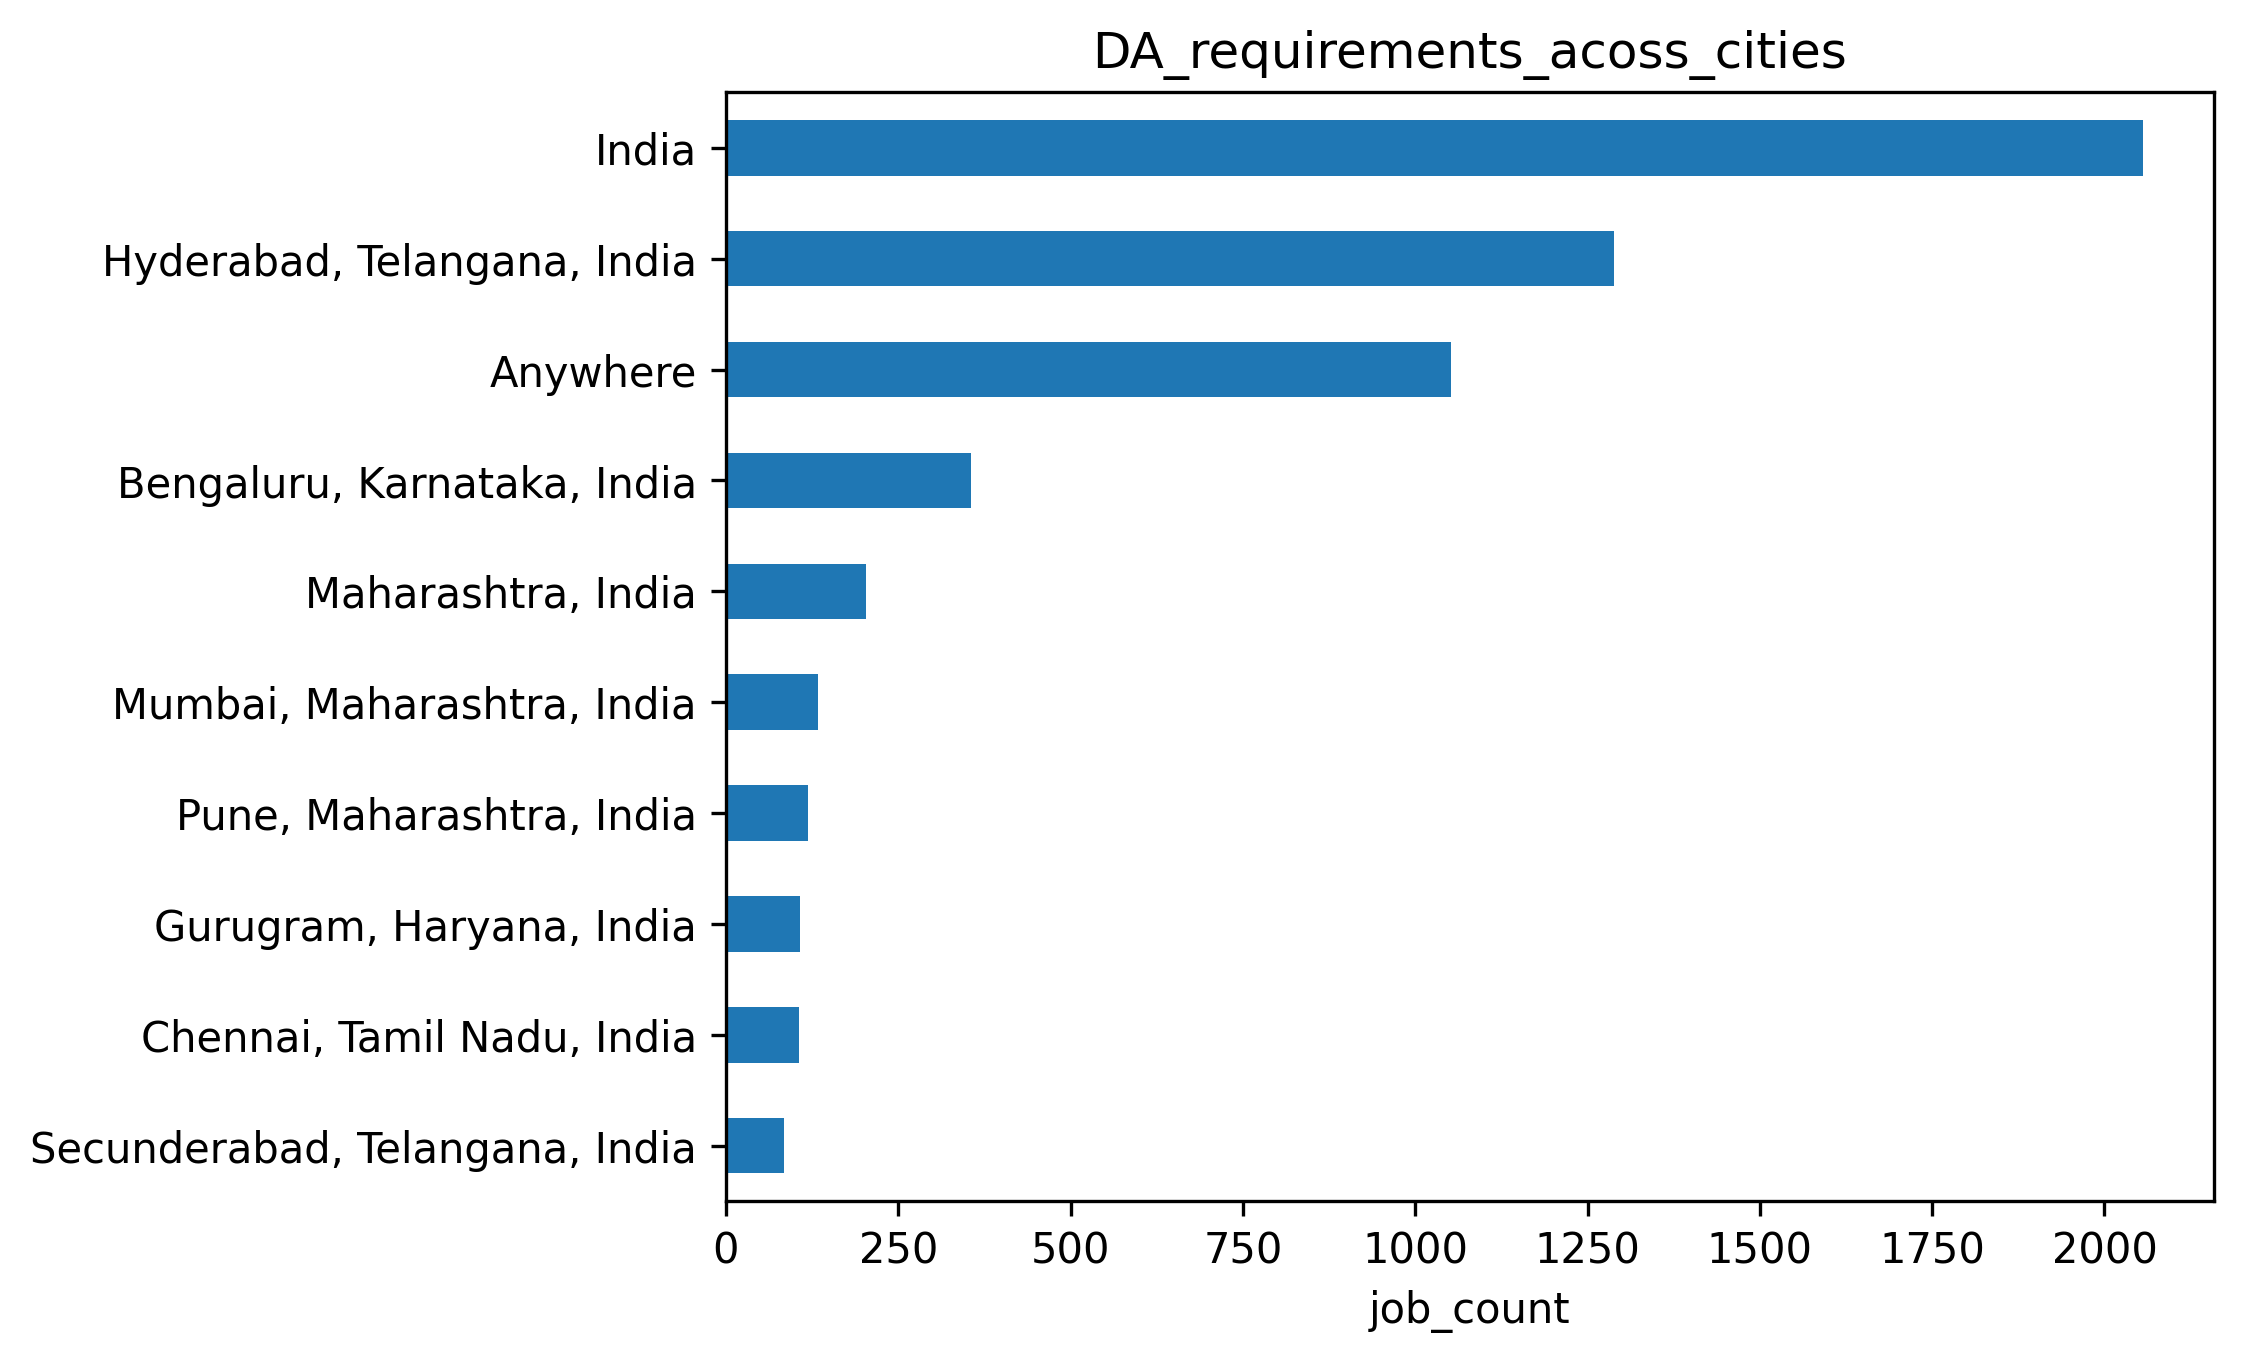 DA_requirements_acoss_cities
India
Hyderabad, Telangana, India
Anywhere
Bengaluru, Karnataka, India
Maharashtra, India
Mumbai, Maharashtra, India
Pune, Maharashtra, India
Gurugram, Haryana, India
Chennai, Tamil Nadu, India
Secunderabad, Telangana, India
0 250 500 750 1000 1250 1500 1750 2000
job_count